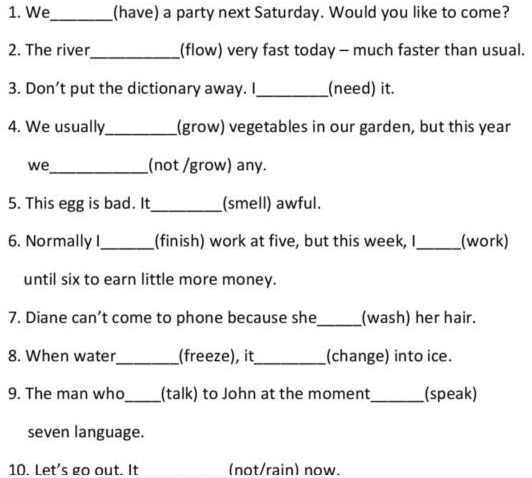 1. We_______(have) a party next Saturday. Would you like to come?
2. The river__________(flow) very fast today – much faster than usual.
3. Don't put the dictionary away. I________(need) it.
4. We usually________(grow) vegetables in our garden, but this year
we___________(not /grow) any.
5. This egg is bad. It________(smell) awful.
6. Normally I______(finish) work at five, but this week, I_____(work)
until six to earn little more money.
7. Diane can't come to phone because she_____(wash) her hair.
8. When water_______(freeze), it________(change) into ice.
9. The man who____(talk) to John at the moment______(speak)
seven language.
10. Let's go out. It__________(not/rain) now.